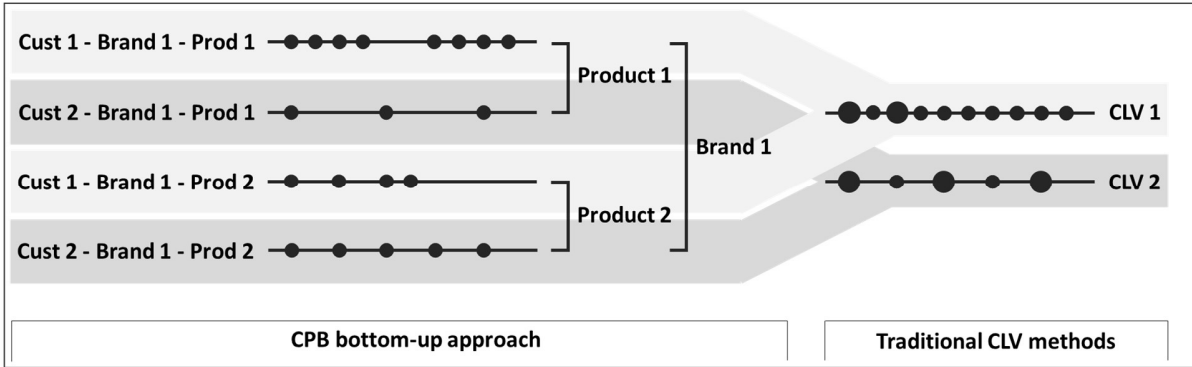 Cust 1 - Brand 1 - Prod 1
Product 1
Cust 2 - Brand 1 - Prod 1
CLV 1
Brand 1
Cust 1 - Brand 1 - Prod 2
CLV 2
Product 2
Cust 2 - Brand 1 - Prod 2
CPB bottom-up approach
Traditional CLV methods